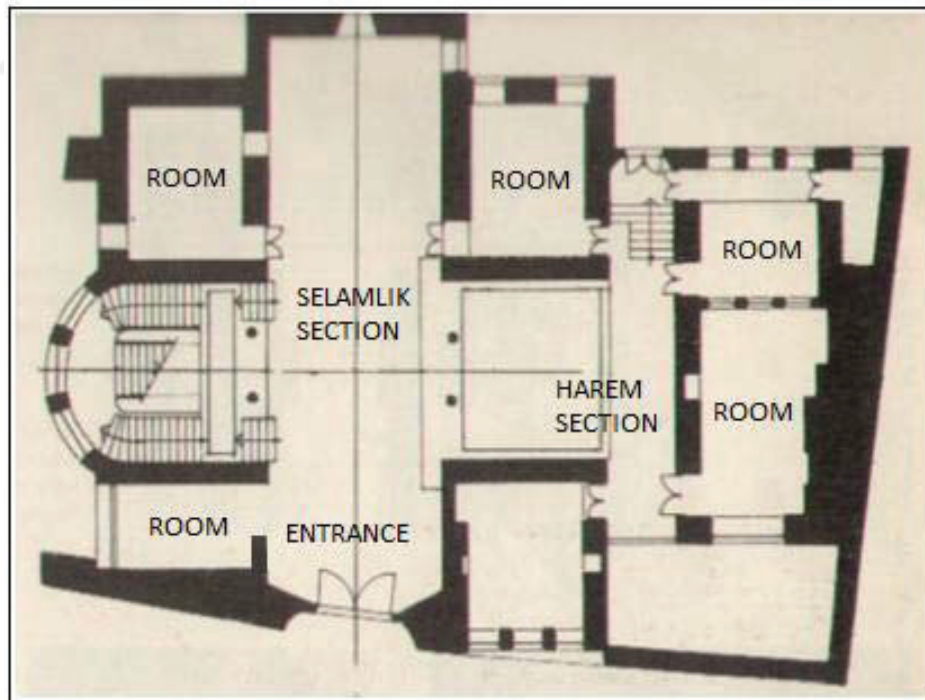 ROOM
ROOM
ROOM
SELAMLIK
SECTION
HAREM
SECTION
ROOM
ROOM
ENTRANCE